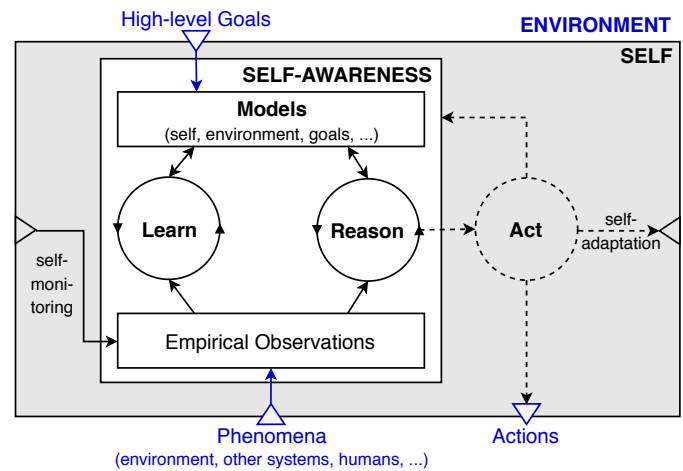 High-level Goals
ENVIRONMENT
SELF
SELF-AWARENESS
Models
(self, environment, goals, ...)
Learn
Reason
Act
self-
adaptation
self-
moni-
toring
Empirical Observations
Phenomena
(environment, other systems, humans, ...)
Actions